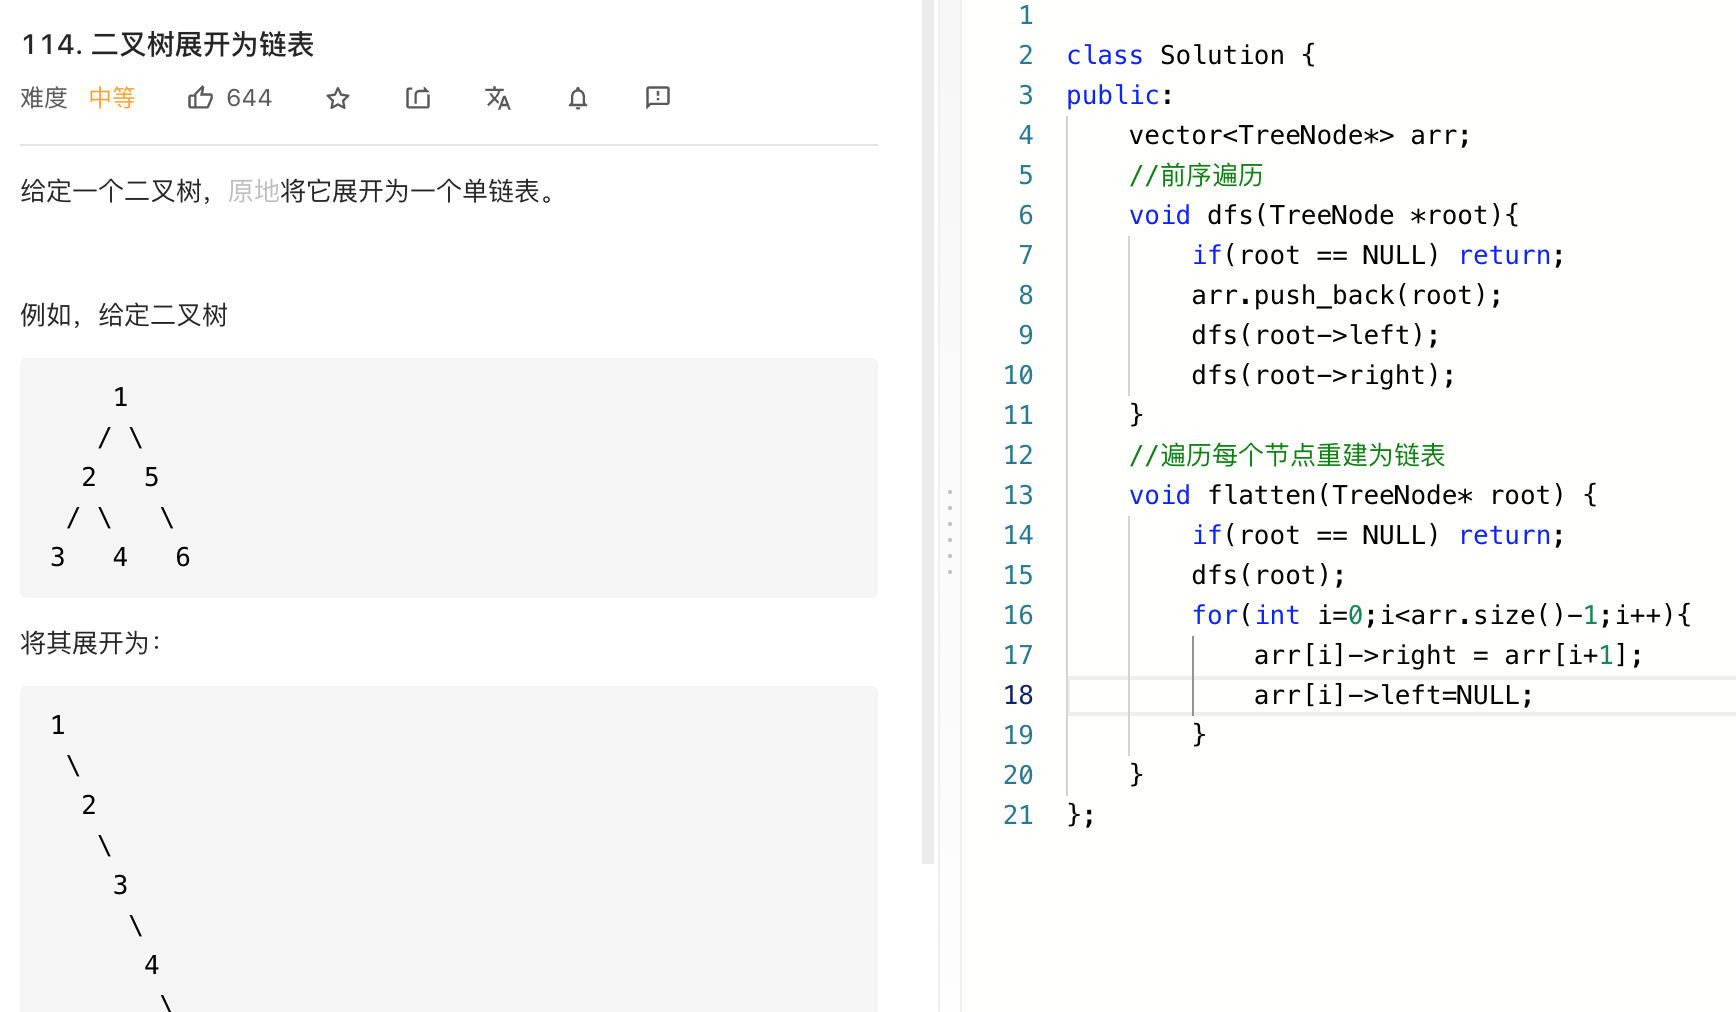 114. 二叉树展开为链表
难度 中等 644
给定一个二叉树，原地将它展开为一个单链表。
例如，给定二叉树
1
/ \
2 5
/ \ \
3 4 6
将其展开为：
1
\
2
\
3
\
4
\
1
2 class Solution {
3 public:
4 vector<TreeNode*> arr;
5 //前序遍历
6 void dfs(TreeNode *root){
7 if(root == NULL) return;
8 arr.push_back(root);
9 dfs(root->left);
10 dfs(root->right);
11 }
12 //遍历每个节点重建为链表
13 void flatten(TreeNode* root) {
14 if(root == NULL) return;
15 dfs(root);
16 for(int i=0;i<arr.size()-1;i++){
17 arr[i]->right = arr[i+1];
18 arr[i]->left=NULL;
19 }
20 }
21 };